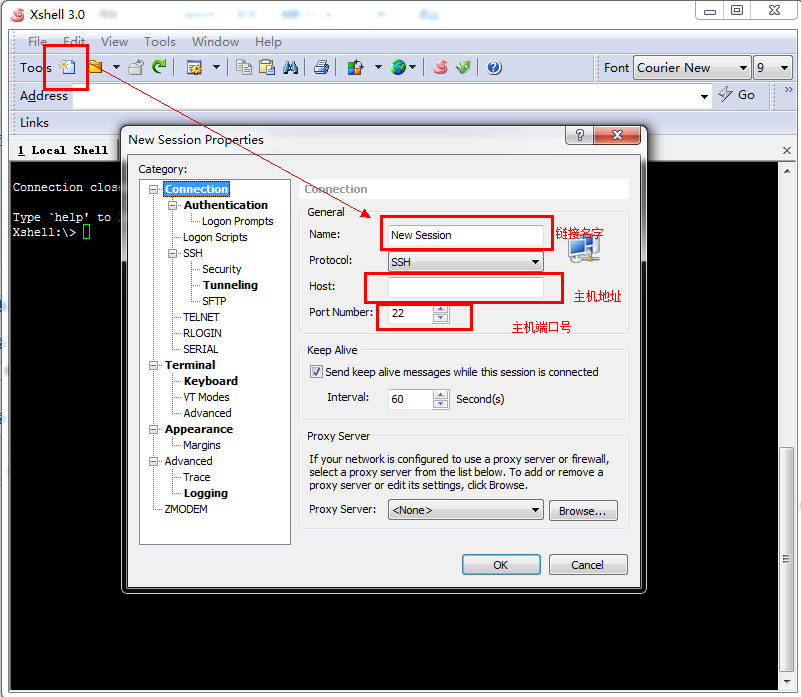 Xshell 3.0
File Edit View Tools Window Help
Tools
Font Courier New 9
Address
Go
Links
1 Local Shell
Connection close
Type `help' to
Xshell:\>
New Session Properties
Category:
Connection
Authentication
Logon Prompts
Logon Scripts
SSH
Security
Tunneling
SFTP
TELNET
RLOGIN
SERIAL
Terminal
Keyboard
VT Modes
Advanced
Appearance
Margins
Advanced
Trace
Logging
ZMODEM
Connection
General
Name: New Session 链接名字
Protocol: SSH
Host: 主机地址
Port Number: 22 主机端口号
Keep Alive
Send keep alive messages while this session is connected
Interval: 60 Second(s)
Proxy Server
If your network is configured to use a proxy server or firewall,
select a proxy server from the list below. To add or remove a
proxy server or edit its settings, click Browse.
Proxy Server: <None> Browse...
OK Cancel